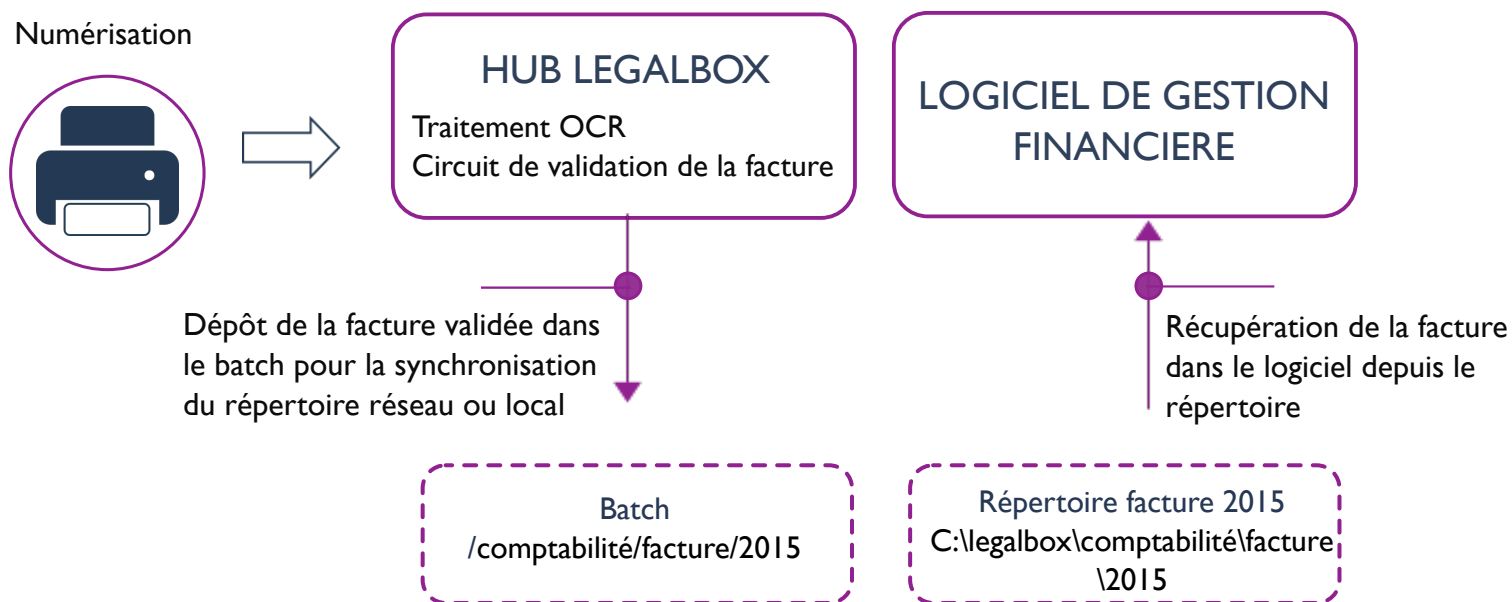 Numérisation
HUB LEGALBOX
Traitement OCR
Circuit de validation de la facture
LOGICIEL DE GESTION
FINANCIERE
Dépôt de la facture validée dans
le batch pour la synchronisation
du répertoire réseau ou local
Récupération de la facture
dans le logiciel depuis le
répertoire
Batch
/comptabilité/facture/2015
Répertoire facture 2015
C:\legalbox\comptabilité\facture
\2015